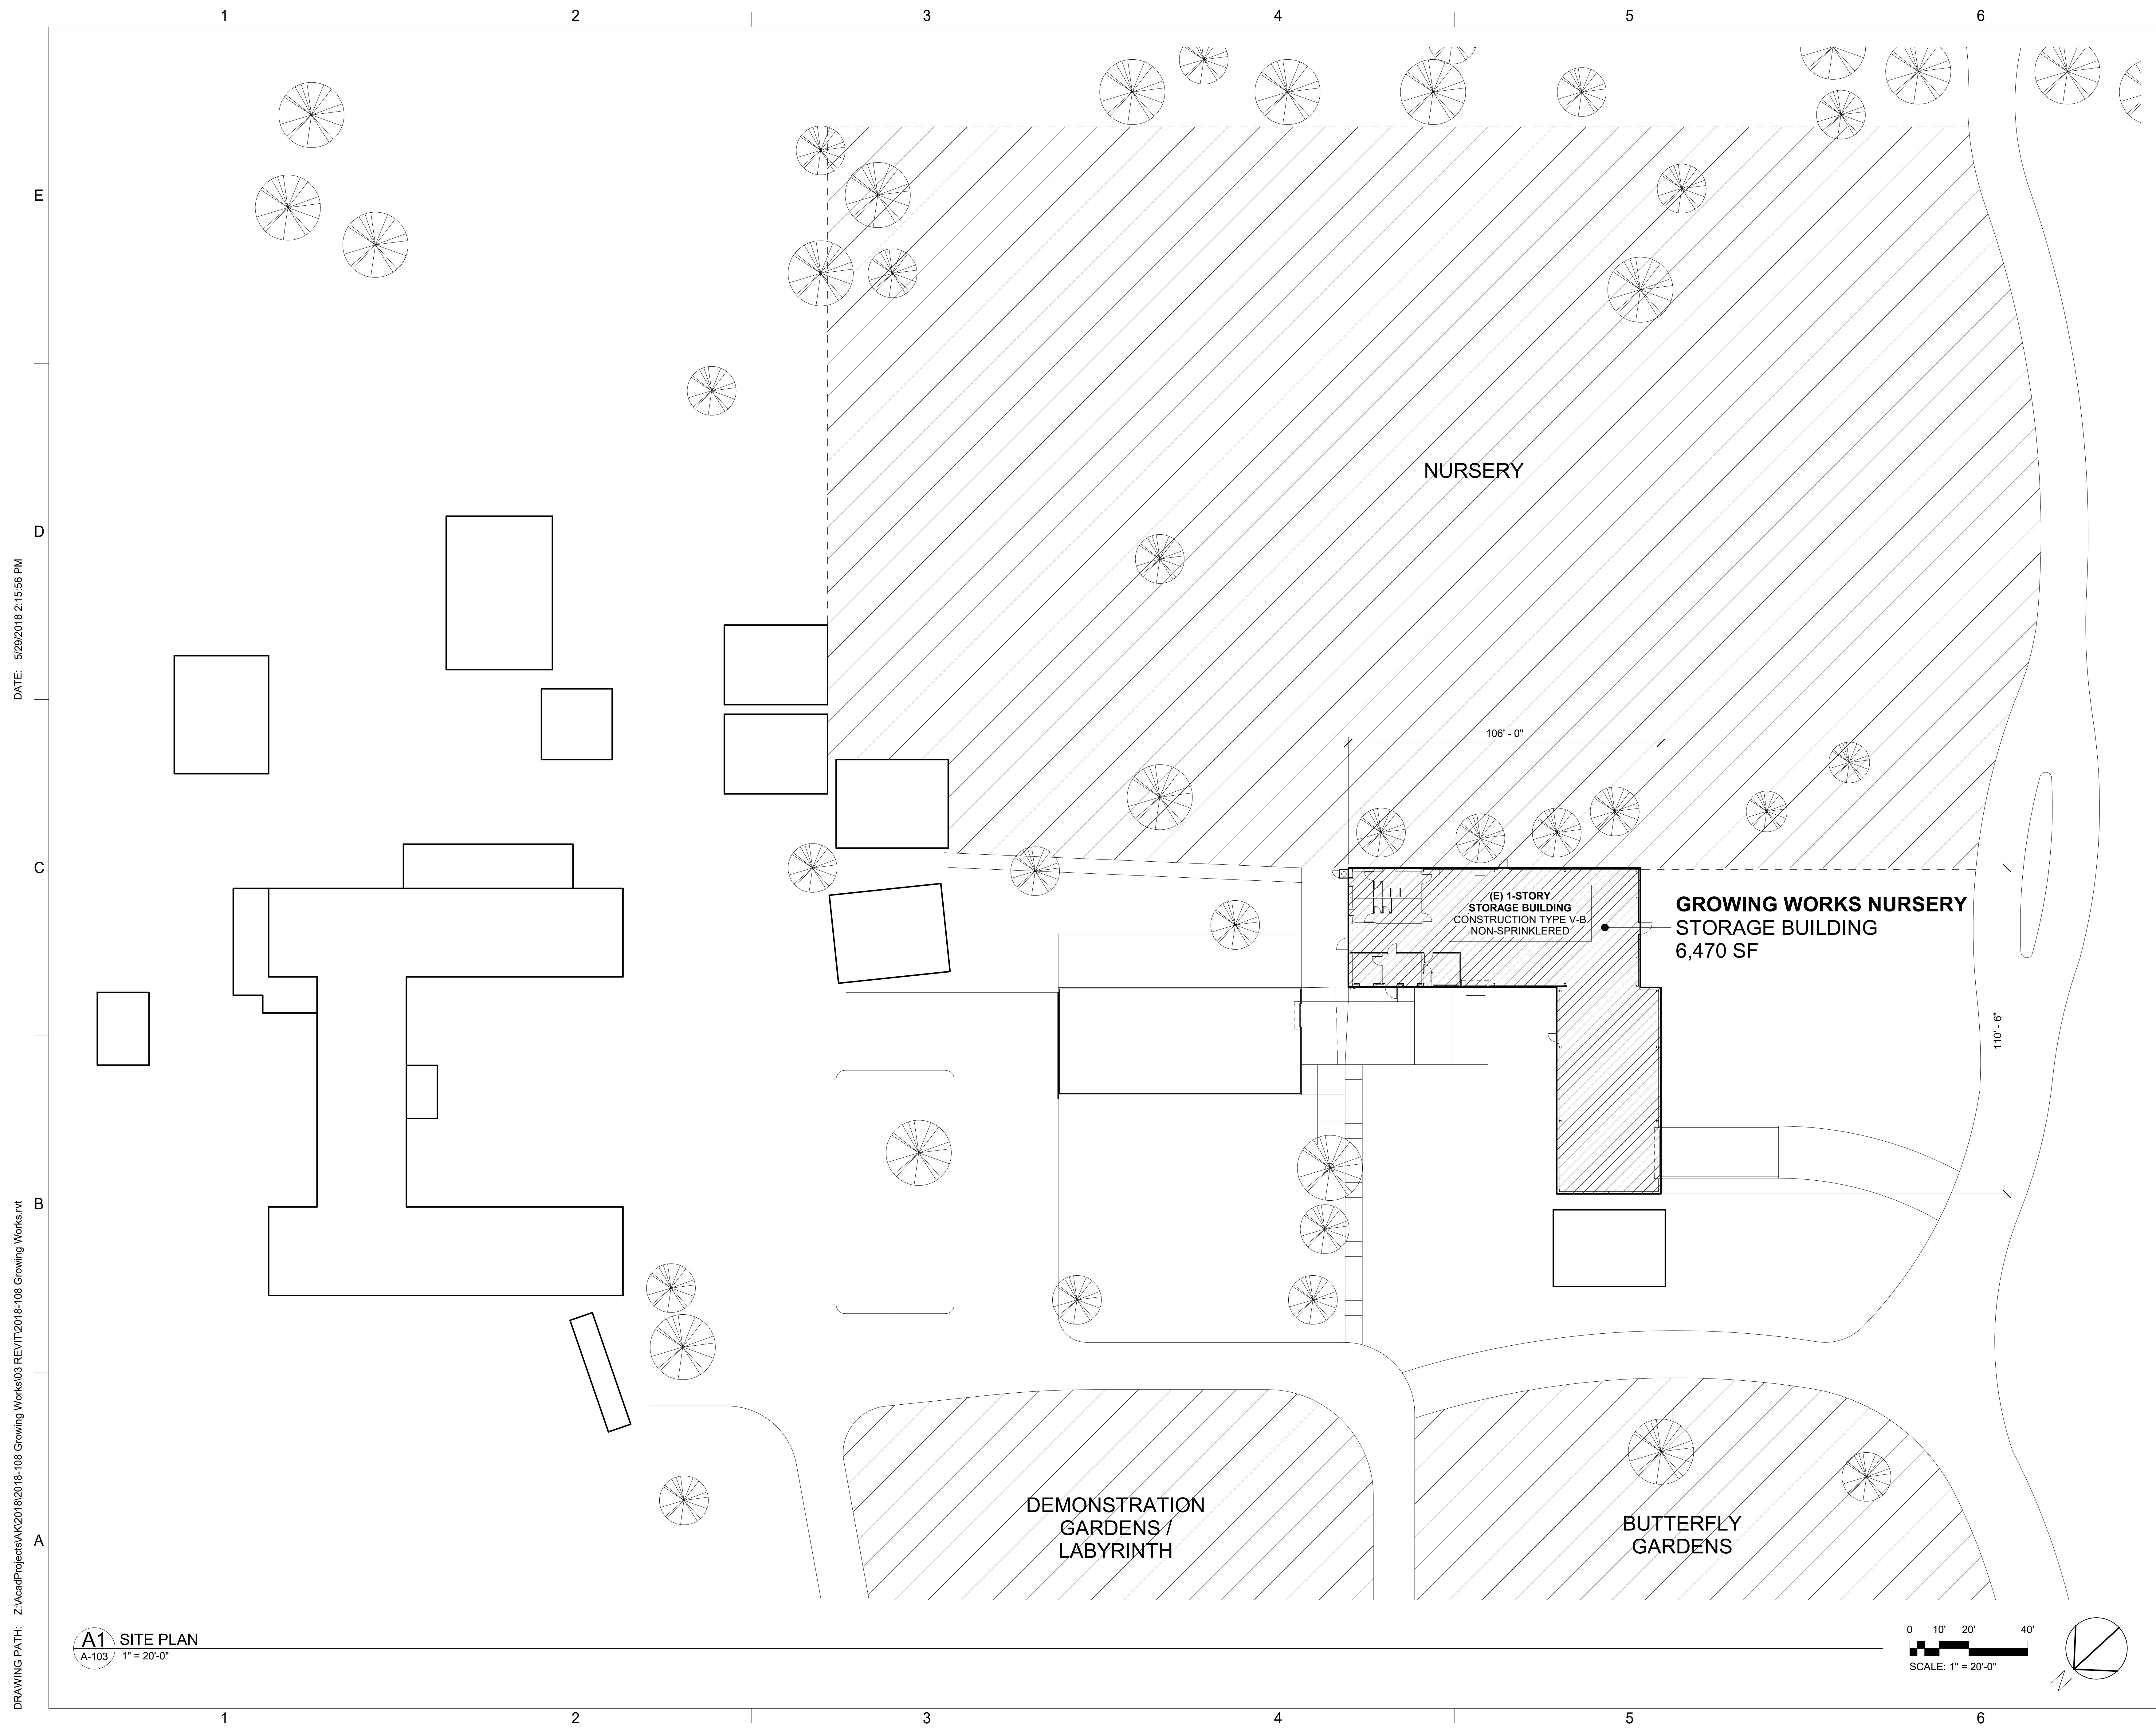 1 2 3 4 5 6
E
D
C
B
A
NURSERY
106' - 0"
(E) 1-STORY
STORAGE BUILDING
CONSTRUCTION TYPE V-B
NON-SPRINKLERED
GROWING WORKS NURSERY
STORAGE BUILDING
6,470 SF
110' - 6"
DEMONSTRATION
GARDENS /
LABYRINTH
BUTTERFLY
GARDENS
A1 SITE PLAN
A-103 1" = 20'-0"
0 10' 20' 40'
SCALE: 1" = 20'-0"
N
1 2 3 4 5 6
DATE: 5/29/2018 2:15:56 PM
DRAWING PATH: Z:\AcadProjects\AK\2018\2018-108 Growing Works\03 REVIT\2018-108 Growing Works.rvt